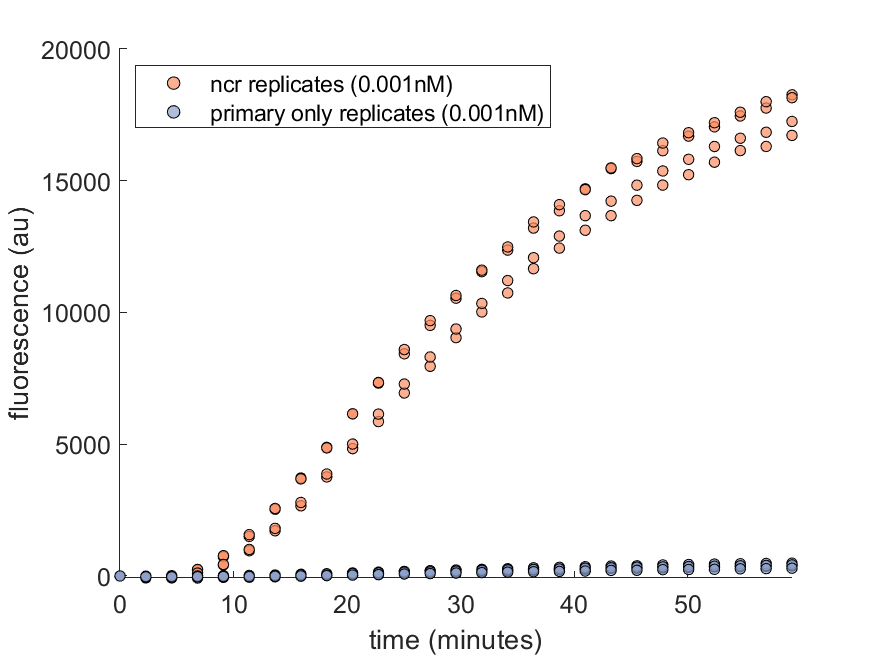 20000
ncr replicates (0.001nM)
primary only replicates (0.001nM)
15000
fluorescence (au)
10000
5000
0
0 10 20 30 40 50
time (minutes)